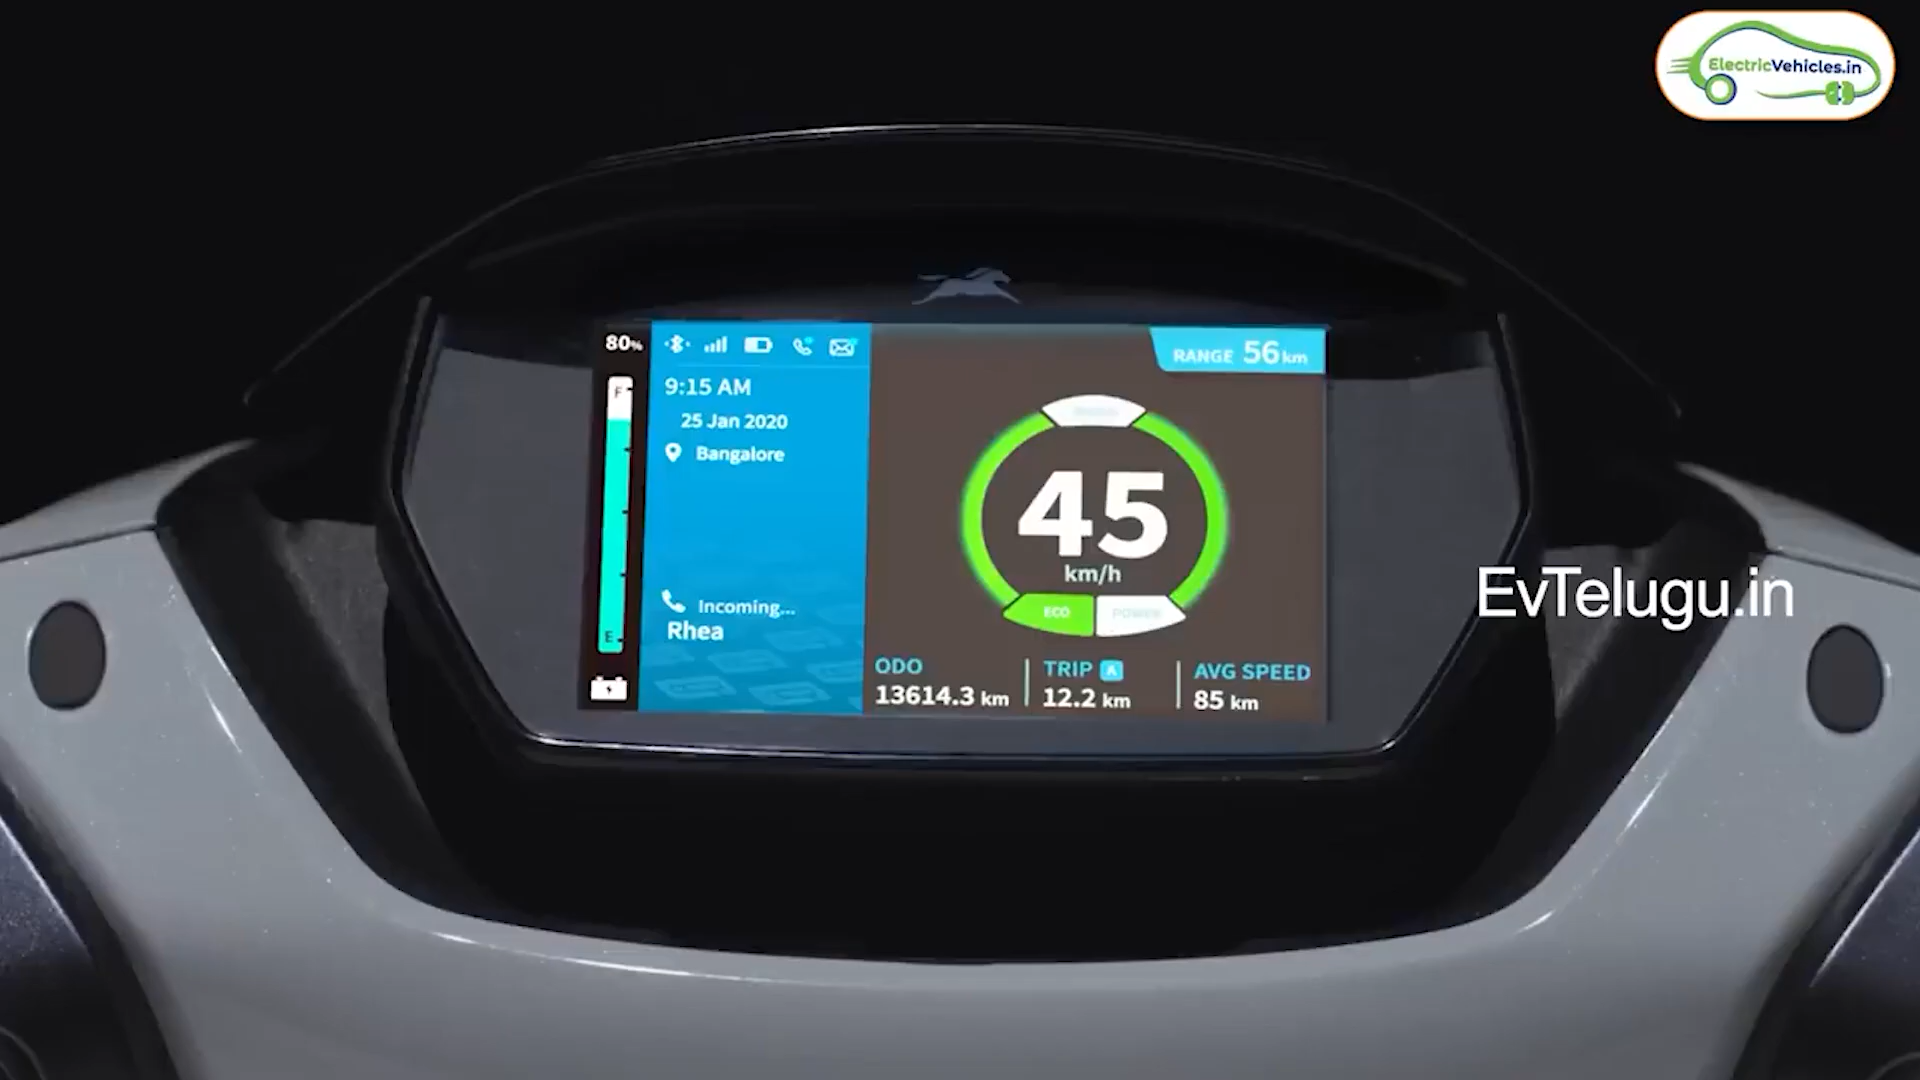 ElectricVehicles.in
80%
9:15 AM
25 Jan 2020
Bangalore
Incoming...
Rhea
F
E
RANGE 56 km
45
km/h
ECO POWER
ODO
13614.3 km
TRIP A
12.2 km
AVG SPEED
85 km
EvTelugu.in